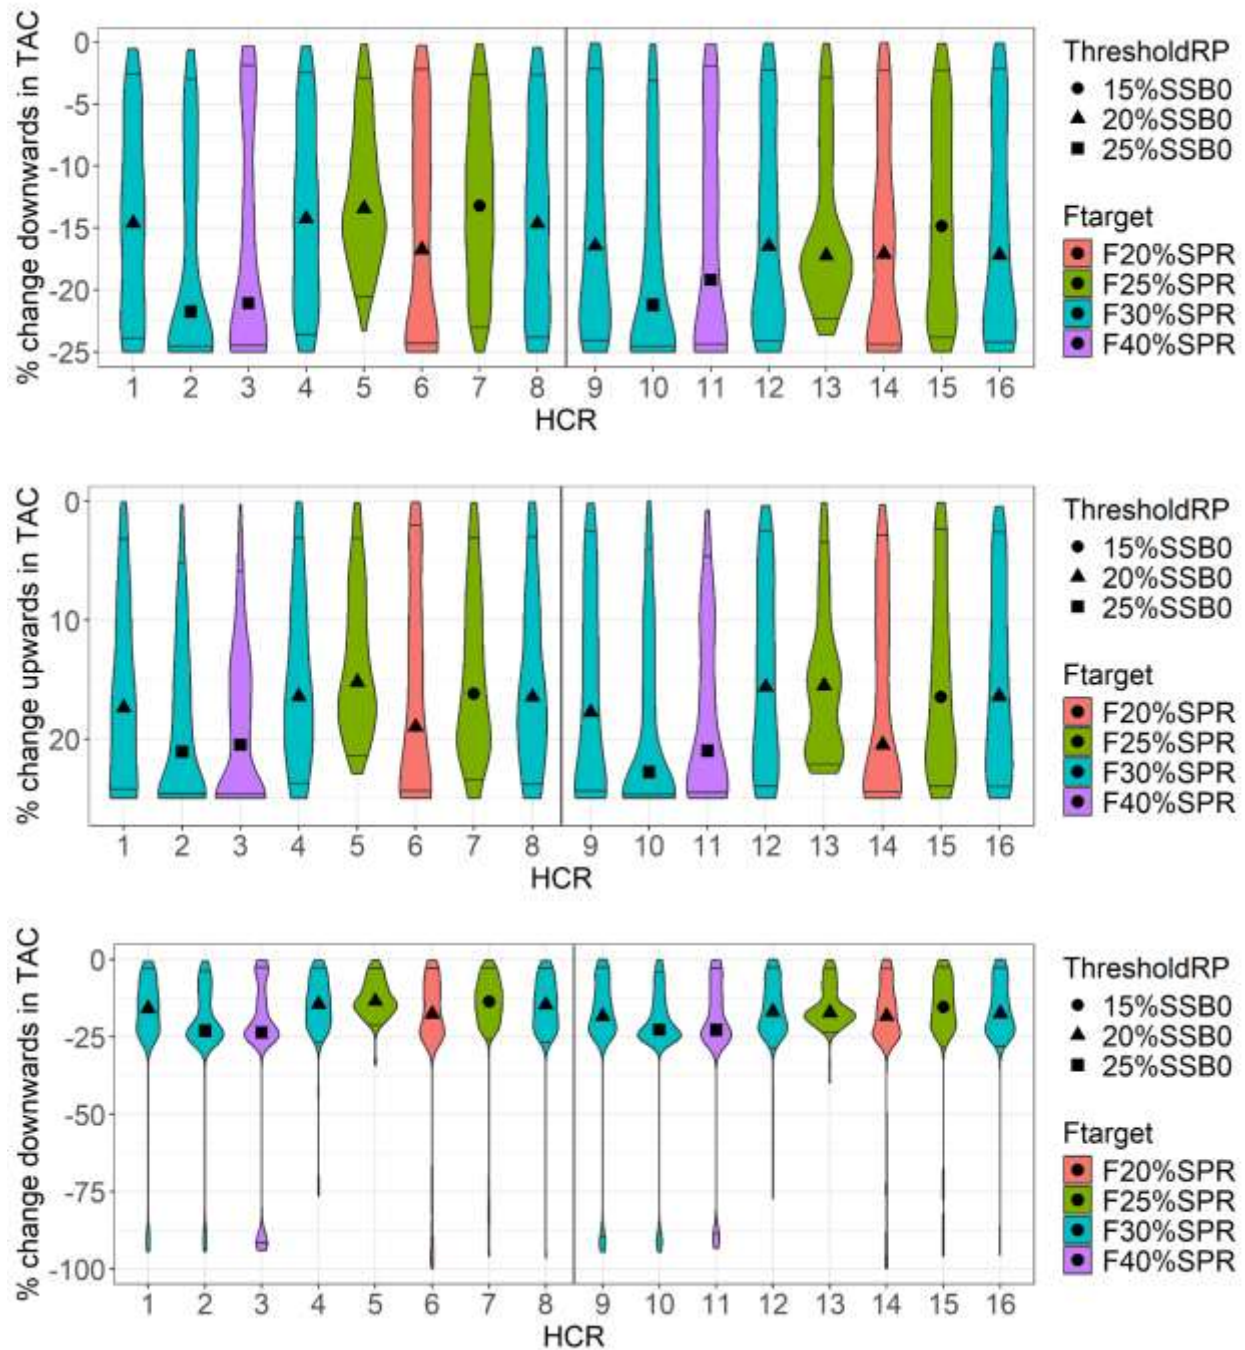 % change downwards in TAC
0
-5
-10
-15
-20
-25
1 2 3 4 5 6 7 8 9 10 11 12 13 14 15 16
HCR
ThresholdRP
15%SSB0
20%SSB0
25%SSB0
Ftarget
F20%SPR
F25%SPR
F30%SPR
F40%SPR
% change upwards in TAC
0
10
20
1 2 3 4 5 6 7 8 9 10 11 12 13 14 15 16
HCR
ThresholdRP
15%SSB0
20%SSB0
25%SSB0
Ftarget
F20%SPR
F25%SPR
F30%SPR
F40%SPR
% change downwards in TAC
0
-25
-50
-75
-100
1 2 3 4 5 6 7 8 9 10 11 12 13 14 15 16
HCR
ThresholdRP
15%SSB0
20%SSB0
25%SSB0
Ftarget
F20%SPR
F25%SPR
F30%SPR
F40%SPR